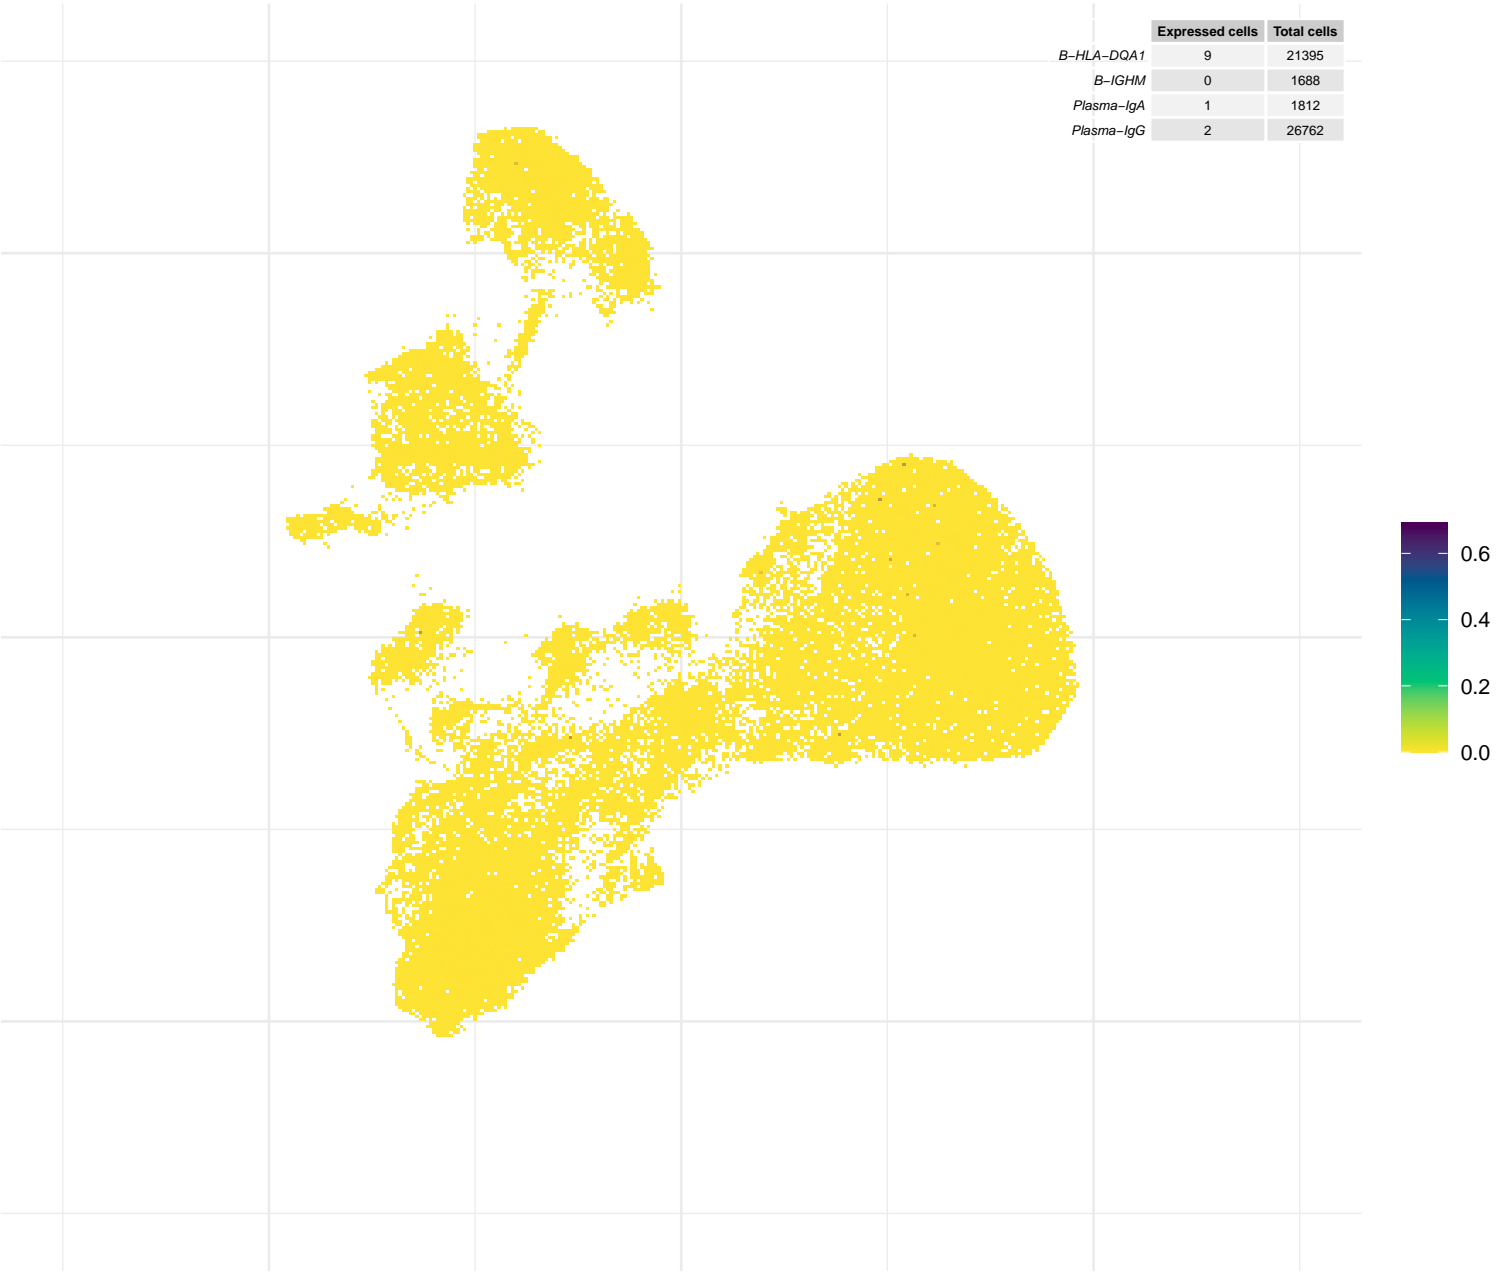 Expressed cells Total cells
B−HLA−DQA1 9 21395
B−IGHM 0 1688
Plasma−IgA 1 1812
Plasma−IgG 2 26762
0.6
0.4
0.2
0.0